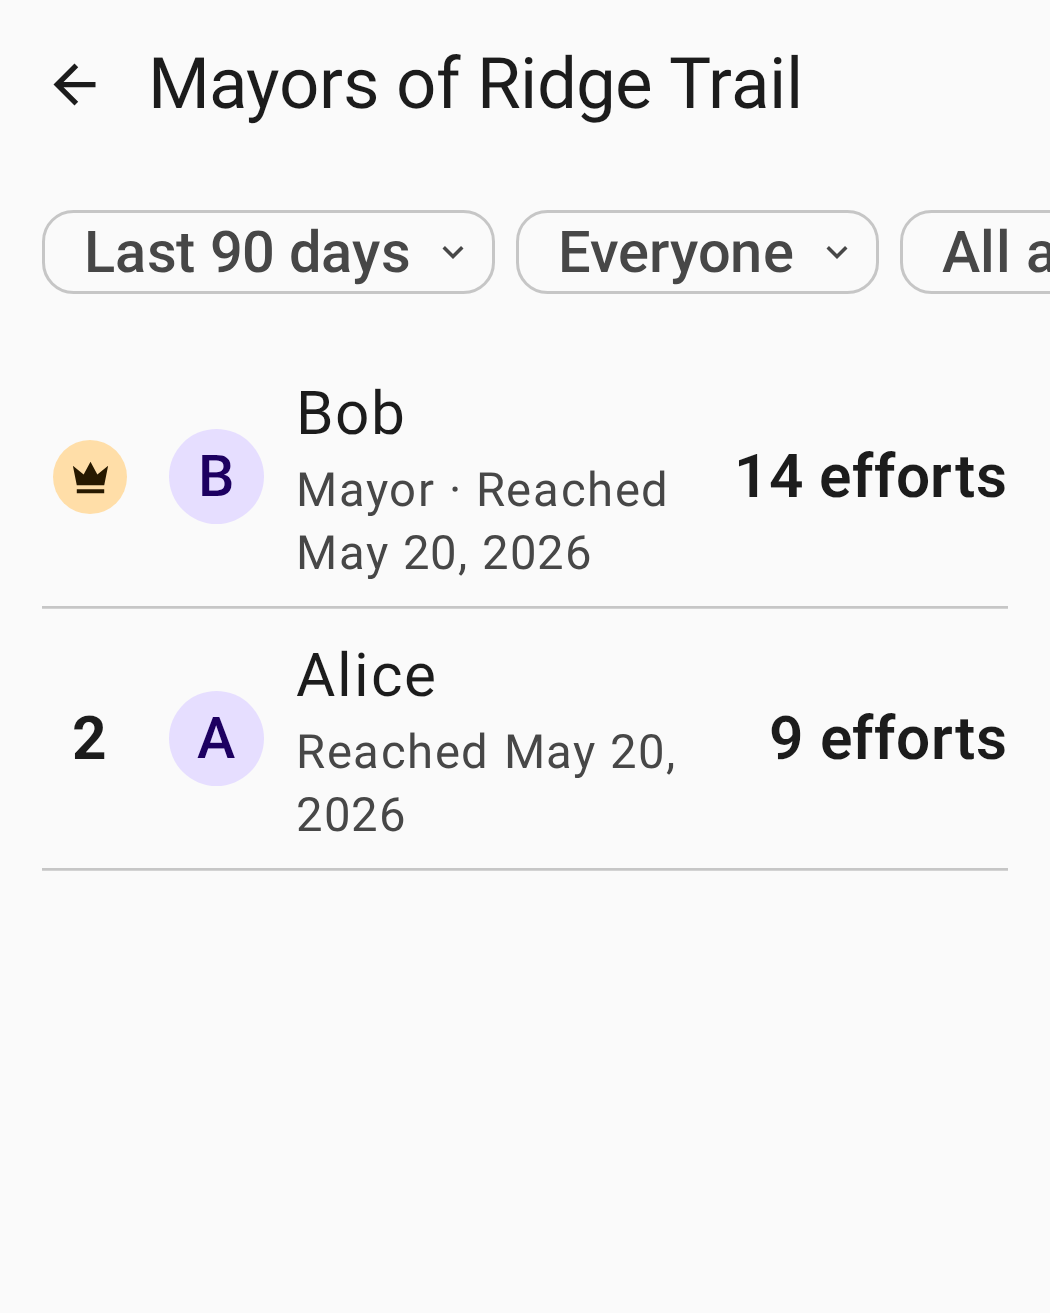 Mayors of Ridge Trail
Last 90 days
Everyone
All a
Bob
Mayor · Reached
May 20, 2026
B
14 efforts
Alice
Reached May 20,
2026
2
A
9 efforts